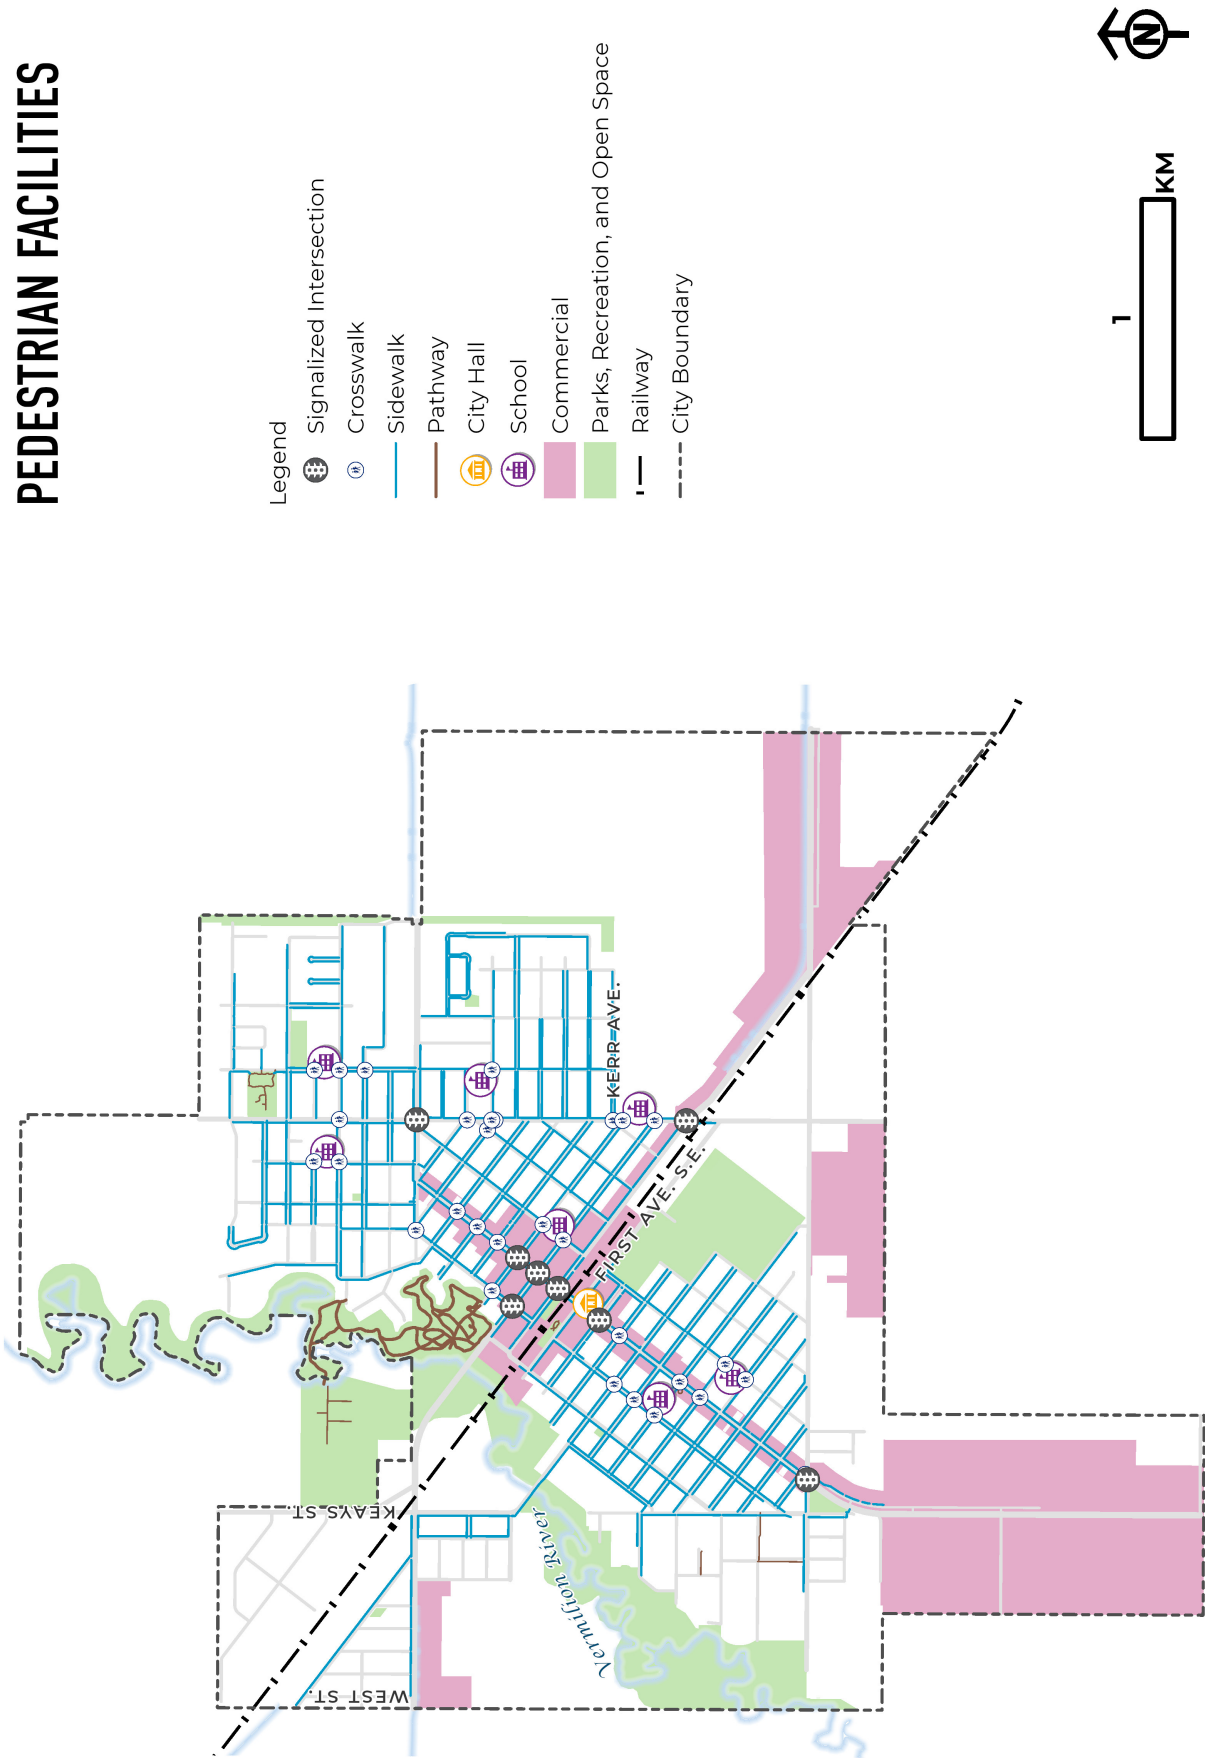 PEDESTRIAN FACILITIES
Legend
Signalized Intersection
Crosswalk
Sidewalk
Pathway
City Hall
School
Commercial
Parks, Recreation, and Open Space
Railway
City Boundary
N
1
KM
KEAYS ST.
WEST ST.
Vermilion River
KERR AVE.
FIRST AVE. S.E.